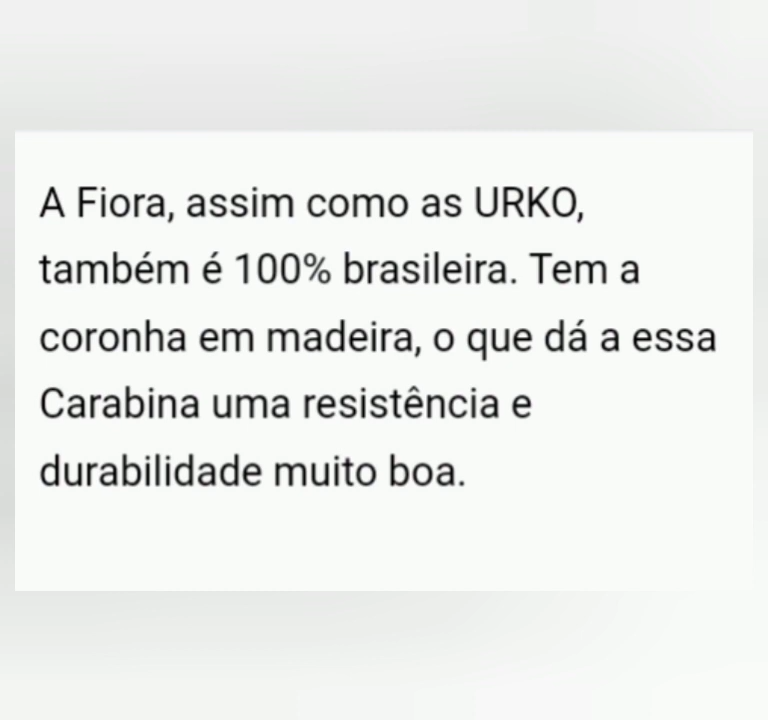 A Fiora, assim como as URKO,
também é 100% brasileira. Tem a
coronha em madeira, o que dá a essa
Carabina uma resistência e
durabilidade muito boa.